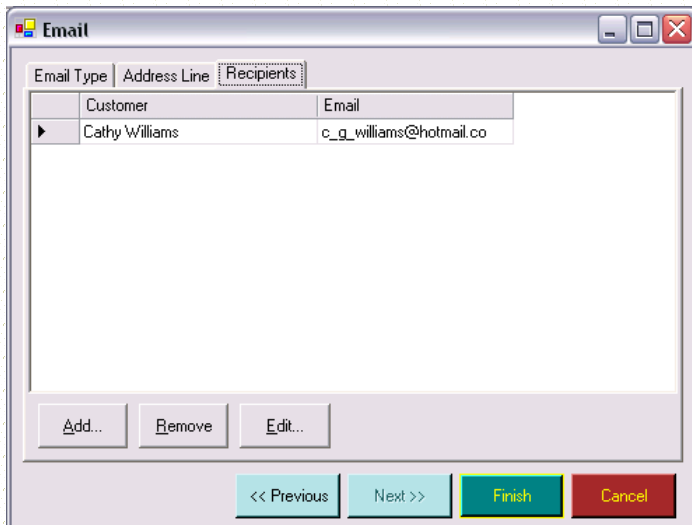 Email
Email Type Address Line Recipients
Customer Email
Cathy Williams c_g_williams@hotmail.co
Add... Remove Edit...
<< Previous Next >> Finish Cancel